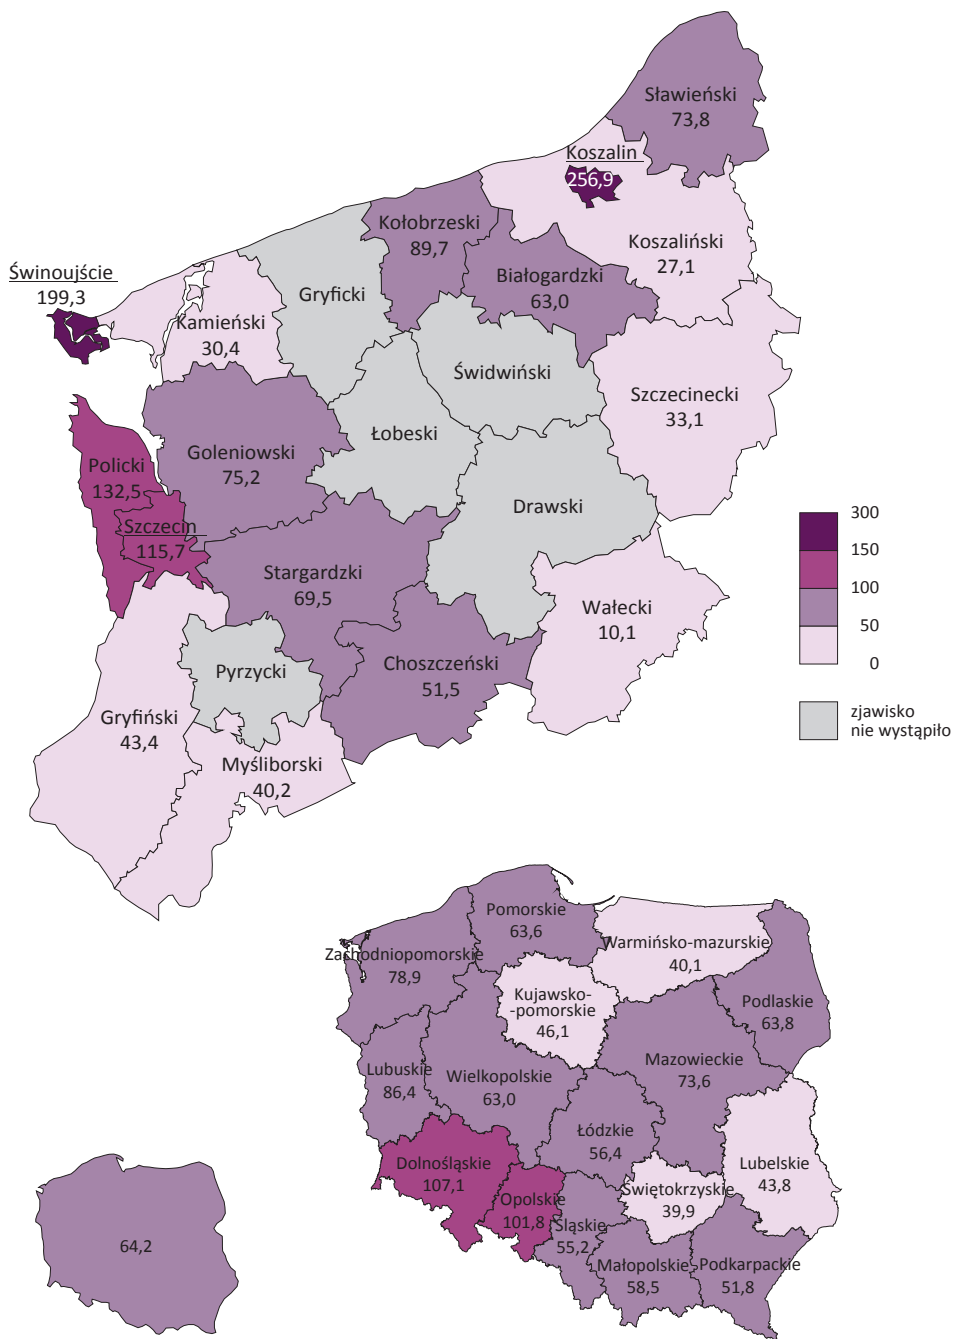 Sławieński
73,8
Koszalin
256,9
Kołobrzeski
89,7
Koszaliński
27,1
Białogardzki
63,0
Świnoujście
199,3
Gryficki
Kamieński
30,4
Świdwiński
Szczecinecki
33,1
Łobeski
Goleniowski
75,2
Policki
132,5
Drawski
Szczecin
115,7
Stargardzki
69,5
Wałecki
10,1
Pyrzycki
Choszczeński
51,5
Gryfiński
43,4
Myśliborski
40,2
300
150
100
50
0
zjawisko
nie wystąpiło
Pomorskie
63,6
Warmińsko-mazurskie
40,1
Zachodniopomorskie
78,9
Kujawsko-
-pomorskie
46,1
Podlaskie
63,8
Mazowieckie
73,6
Lubuskie
86,4
Wielkopolskie
63,0
Łódzkie
56,4
Dolnośląskie
107,1
Lubelskie
43,8
Opolskie
101,8
Świętokrzyskie
39,9
Śląskie
55,2
Małopolskie
58,5
Podkarpackie
51,8
64,2